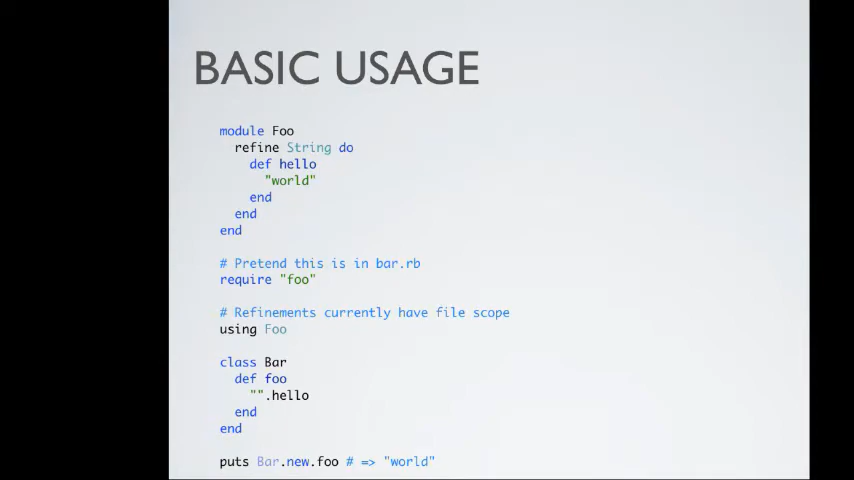 BASIC USAGE
module Foo
  refine String do
    def hello
      "world"
    end
  end
end
# Pretend this is in bar.rb
require "foo"
# Refinements currently have file scope
using Foo
class Bar
  def foo
    "".hello
  end
end
puts Bar.new.foo # => "world"